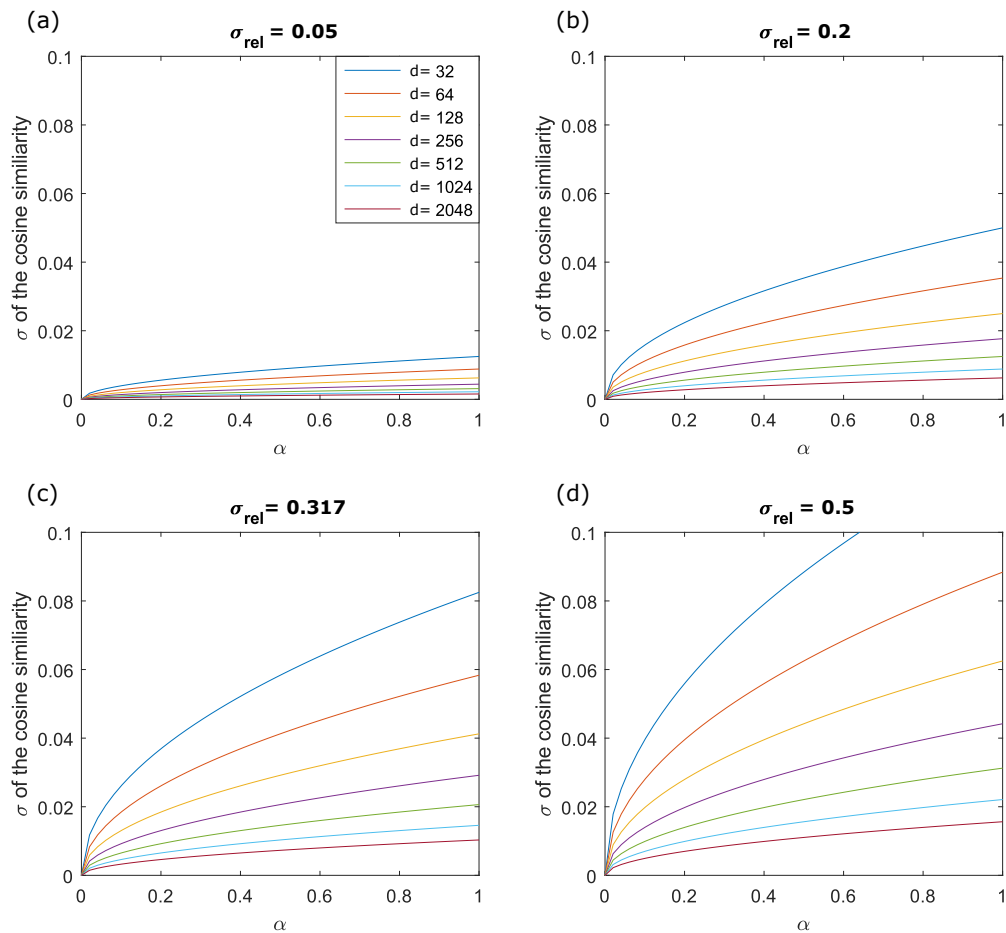 (a)
σrel = 0.05
σ of the cosine similiarity
0.1
0.08
0.06
0.04
0.02
0
d= 32
d= 64
d= 128
d= 256
d= 512
d= 1024
d= 2048
0 0.2 0.4 0.6 0.8 1
α
(b)
σrel = 0.2
σ of the cosine similiarity
0.1
0.08
0.06
0.04
0.02
0
0 0.2 0.4 0.6 0.8 1
α
(c)
σrel= 0.317
σ of the cosine similiarity
0.1
0.08
0.06
0.04
0.02
0
0 0.2 0.4 0.6 0.8 1
α
(d)
σrel = 0.5
σ of the cosine similiarity
0.1
0.08
0.06
0.04
0.02
0
0 0.2 0.4 0.6 0.8 1
α